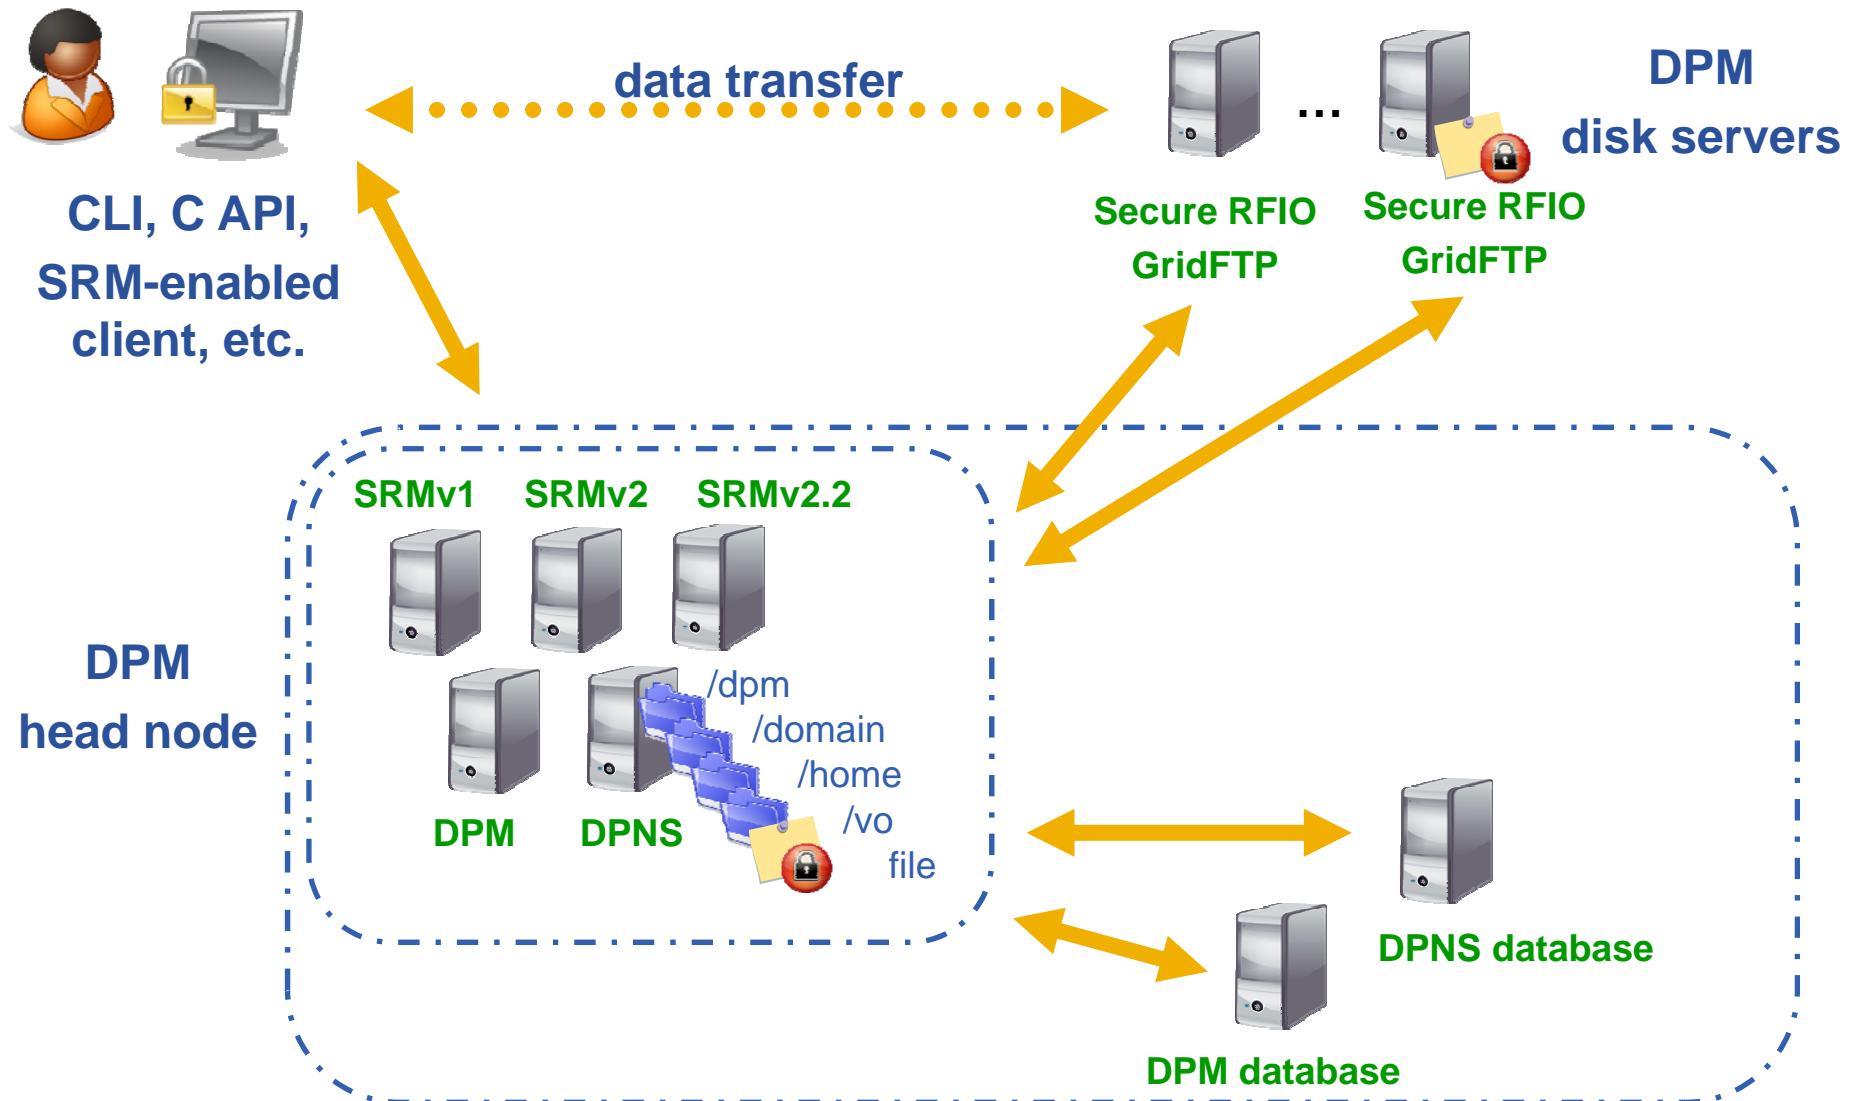 data transfer
...
DPM
disk servers
CLI, C API,
SRM-enabled
client, etc.
Secure RFIO
GridFTP
Secure RFIO
GridFTP
SRMv1
SRMv2
SRMv2.2
DPM
head node
/dpm
/domain
/home
/vo
file
DPM
DPNS
DPNS database
DPM database